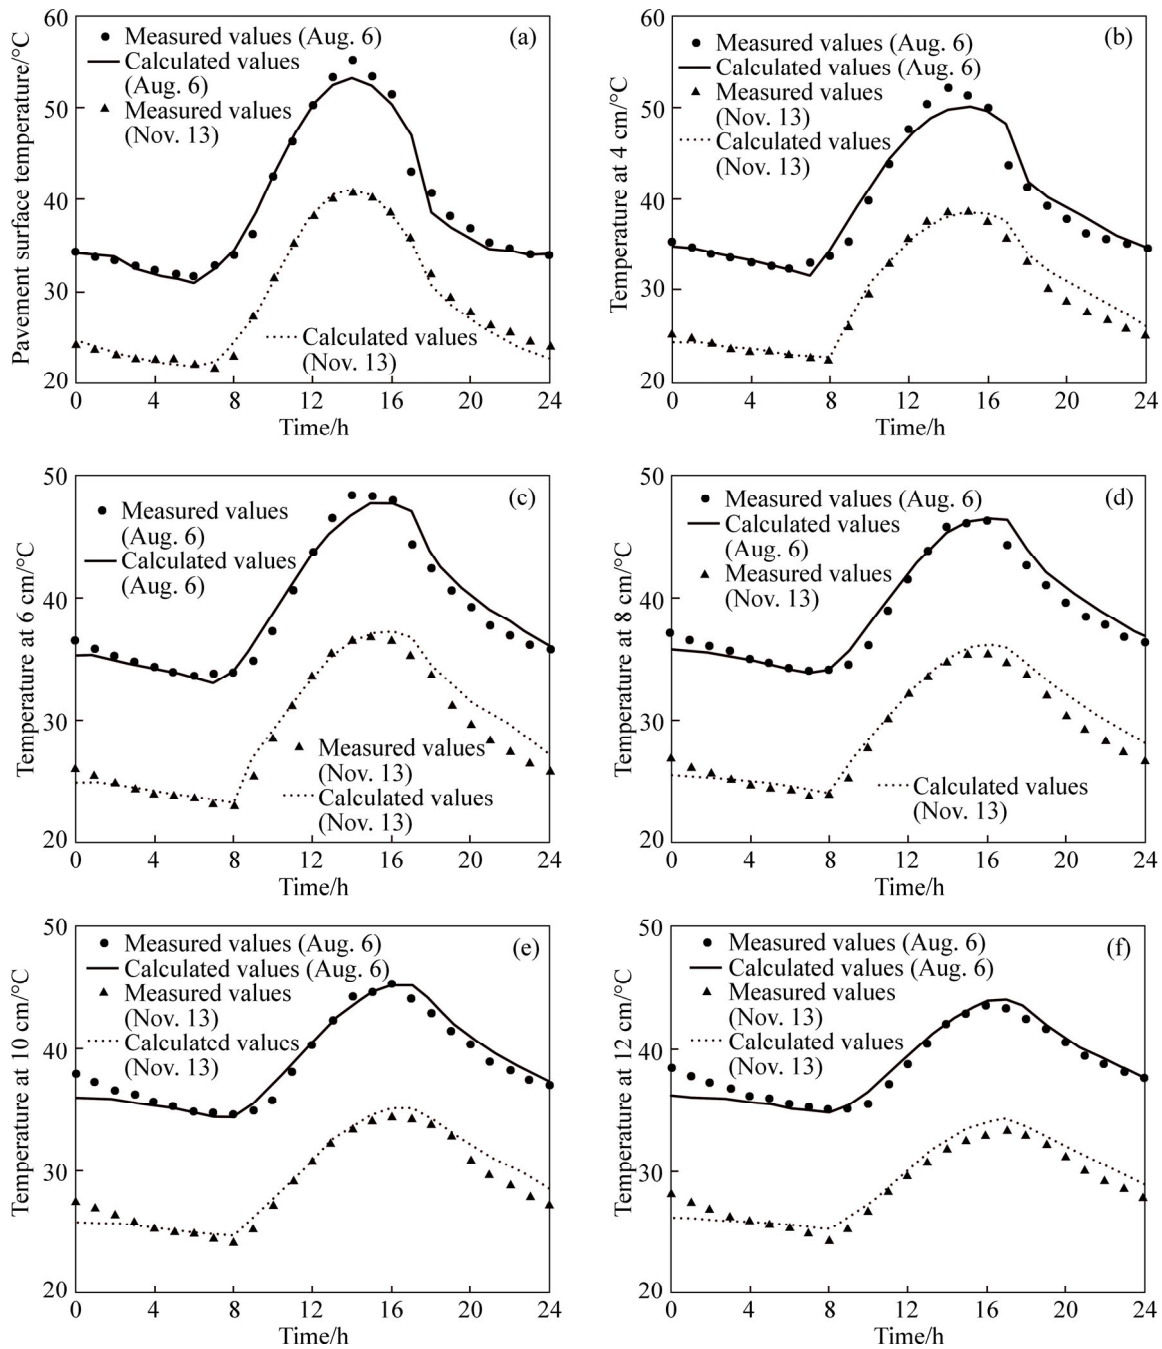 60
50
40
30
20
Pavement surface temperature/°C
Measured values (Aug. 6)
Calculated values
(Aug. 6)
Measured values
(Nov. 13)
(a)
Calculated values
(Nov. 13)
0 4 8 12 16 20 24
Time/h
60
50
40
30
20
Temperature at 4 cm/°C
Measured values (Aug. 6)
Calculated values (Aug. 6)
Measured values
(Nov. 13)
Calculated values
(Nov. 13)
(b)
0 4 8 12 16 20 24
Time/h
50
40
30
20
Temperature at 6 cm/°C
Measured values
(Aug. 6)
Calculated values
(Aug. 6)
(c)
Measured values
(Nov. 13)
Calculated values
(Nov. 13)
0 4 8 12 16 20 24
Time/h
50
40
30
20
Temperature at 8 cm/°C
Measured values (Aug. 6)
Calculated values
(Aug. 6)
Measured values
(Nov. 13)
(d)
Calculated values
(Nov. 13)
0 4 8 12 16 20 24
Time/h
50
40
30
20
Temperature at 10 cm/°C
Measured values (Aug. 6)
Calculated values (Aug. 6)
Measured values
(Nov. 13)
Calculated values
(Nov. 13)
(e)
0 4 8 12 16 20 24
Time/h
50
40
30
20
Temperature at 12 cm/°C
Measured values (Aug. 6)
Calculated values (Aug. 6)
Measured values
(Nov. 13)
Calculated values
(Nov. 13)
(f)
0 4 8 12 16 20 24
Time/h